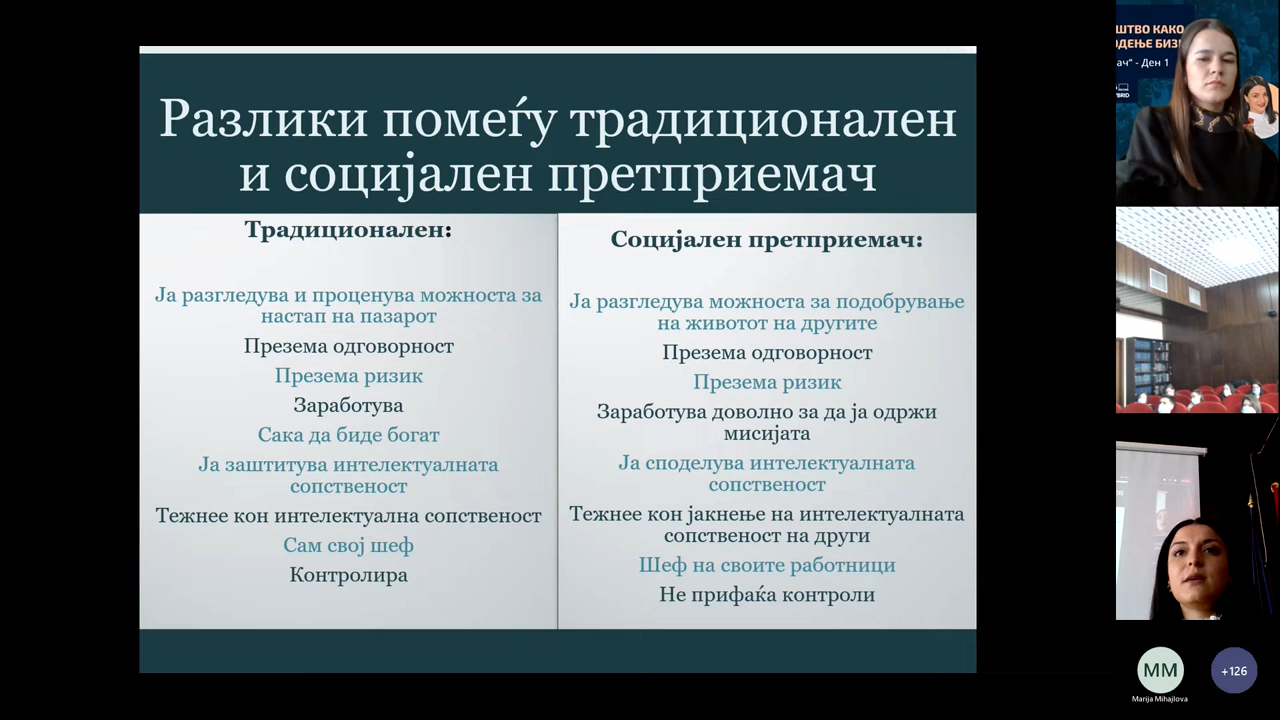 Разлики помеѓу традиционален
и социјален претприемач
Традиционален:
Ја разгледува и проценува можноста за
настап на пазарот
Презема одговорност
Презема ризик
Заработува
Сака да биде богат
Ја заштитува интелектуалната
сопственост
Тежнее кон интелектуална сопственост
Сам свој шеф
Контролира
Социјален претприемач:
Ја разгледува можноста за подобрување
на животот на другите
Презема одговорност
Презема ризик
Заработува доволно за да ја одржи
мисијата
Ја споделува интелектуалната
сопственост
Тежнее кон јакнење на интелектуалната
сопственост на други
Шеф на своите работници
Не прифаќа контроли
ШТВО КАКО
ОДЕЊЕ БИЗ
ач“ - Ден 1
MM
+126
Marija Mihajlova